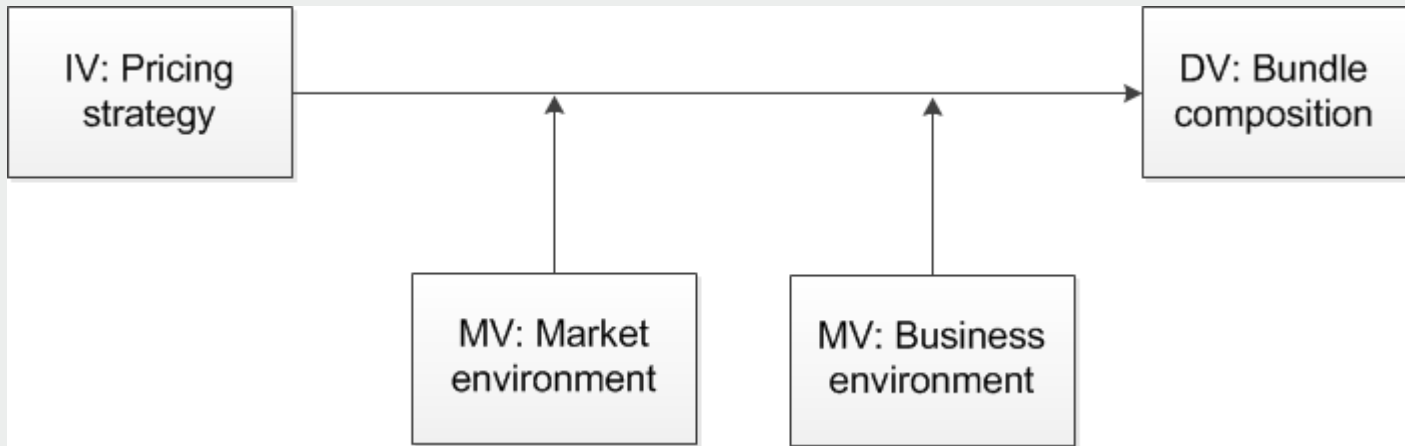 IV: Pricing
strategy
DV: Bundle
composition
MV: Market
environment
MV: Business
environment